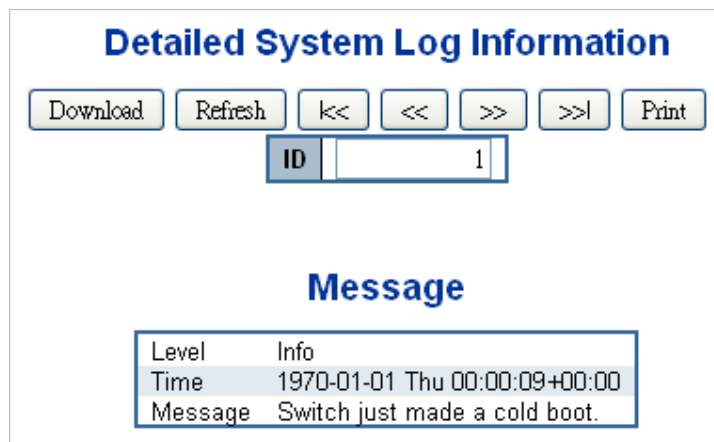 Detailed System Log Information
Download Refresh |<< << >> >>| Print
ID 1
Message
Level Info
Time 1970-01-01 Thu 00:00:09+00:00
Message Switch just made a cold boot.